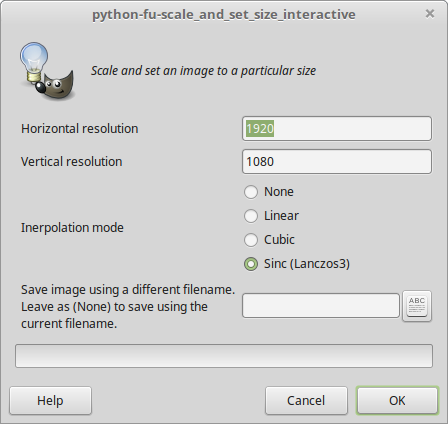 python-fu-scale_and_set_size_interactive
Scale and set an image to a particular size
Horizontal resolution
1920
Vertical resolution
1080
Inerpolation mode
None
Linear
Cubic
Sinc (Lanczos3)
Save image using a different filename.
Leave as (None) to save using the
current filename.
ABC
Help
Cancel
OK